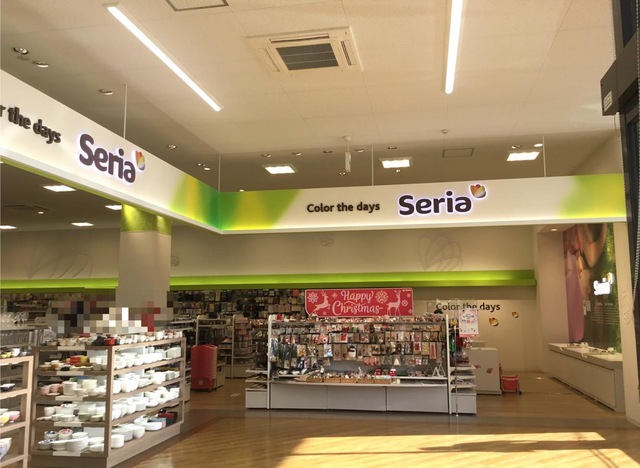 r the days
Seria
Color the days
Seria
Happy
Christmas
Color the days